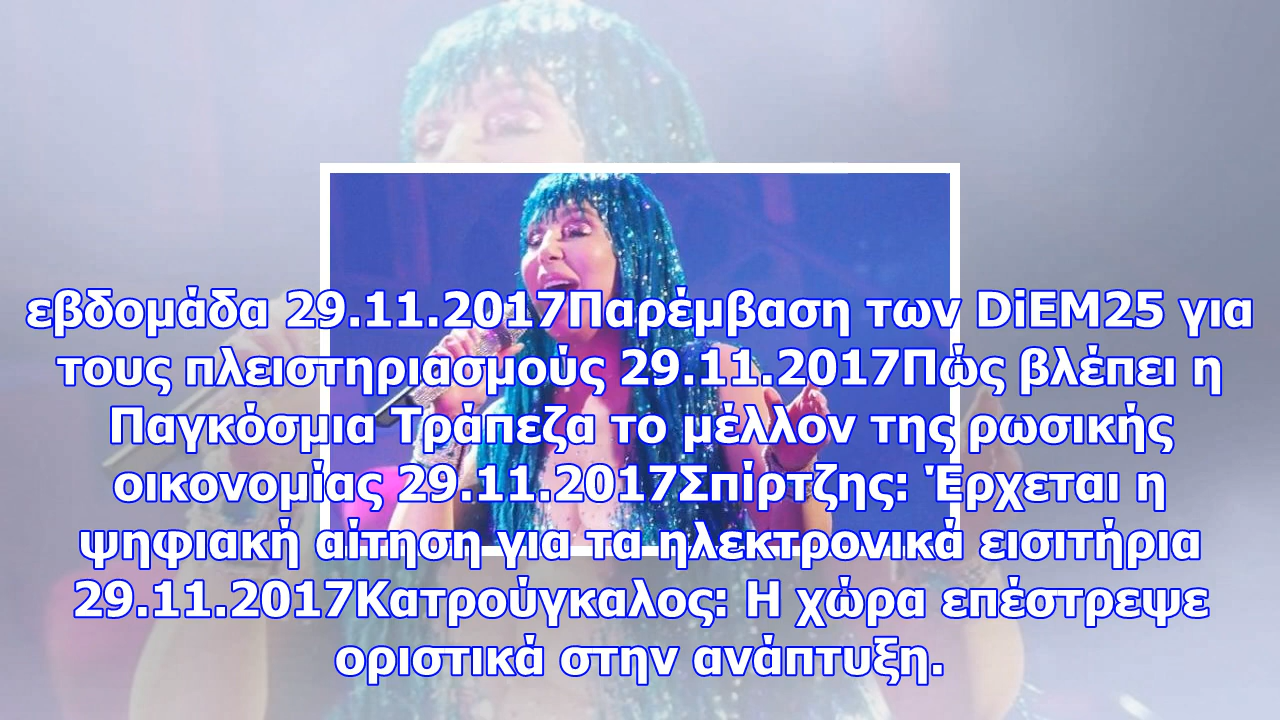 εβδομάδα 29.11.2017Παρέμβαση των DiEM25 για
τους πλειστηριασμούς 29.11.2017Πώς βλέπει η
Παγκόσμια Τράπεζα το μέλλον της ρωσικής
οικονομίας 29.11.2017Σπίρτζης: Έρχεται η
ψηφιακή αίτηση για τα ηλεκτρονικά εισιτήρια
29.11.2017Κατρούγκαλος: Η χώρα επέστρεψε
οριστικά στην ανάπτυξη.